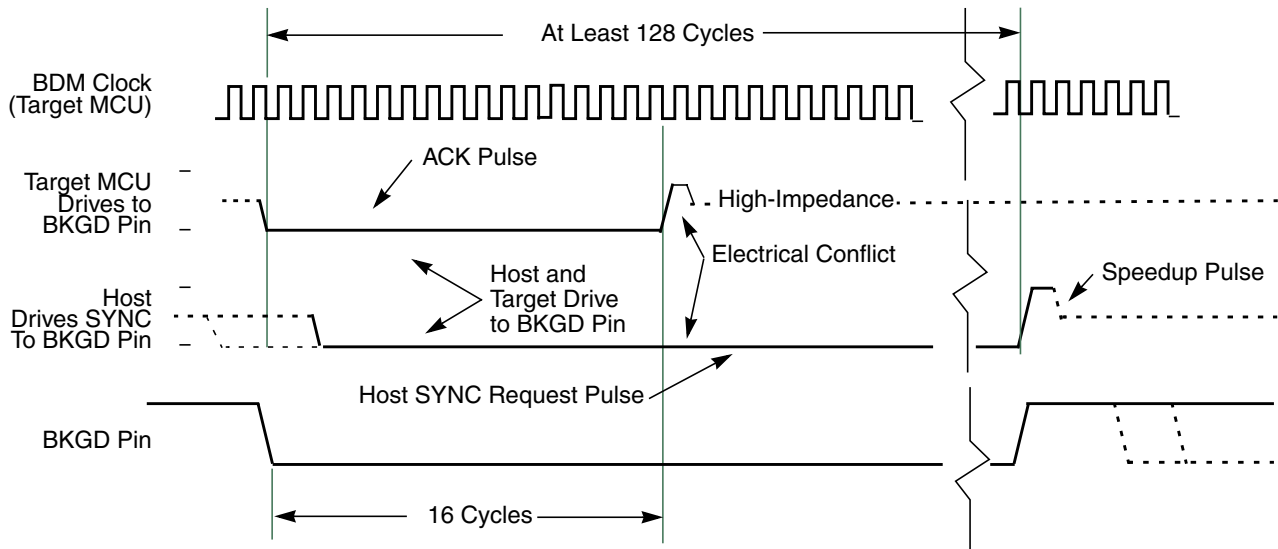 At Least 128 Cycles
BDM Clock
(Target MCU)
ACK Pulse
Target MCU
Drives to
BKGD Pin
High-Impedance
Electrical Conflict
Host and
Target Drive
to BKGD Pin
Speedup Pulse
Host
Drives SYNC
To BKGD Pin
Host SYNC Request Pulse
BKGD Pin
16 Cycles